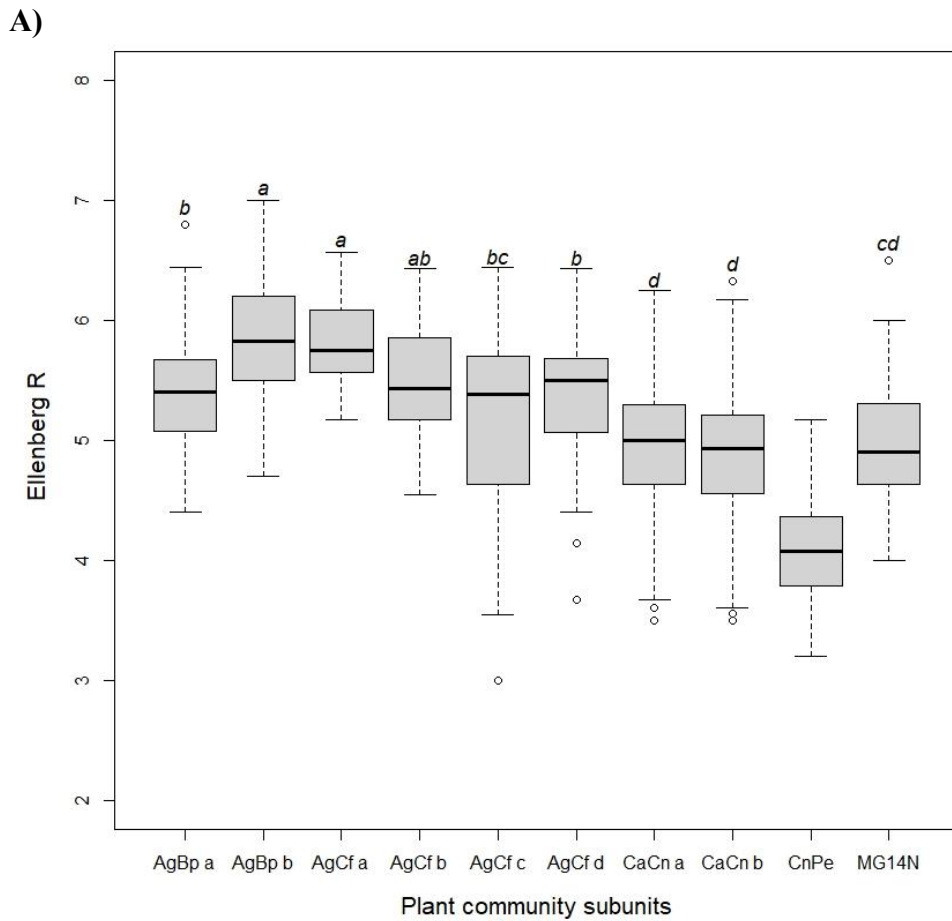 A)
8
7
6
5
4
3
2
Ellenberg R
b
a
a
ab
bc
b
d
d
cd
AgBp a AgBp b AgCf a AgCf b AgCf c AgCf d CaCn a CaCn b CnPe MG14N
Plant community subunits